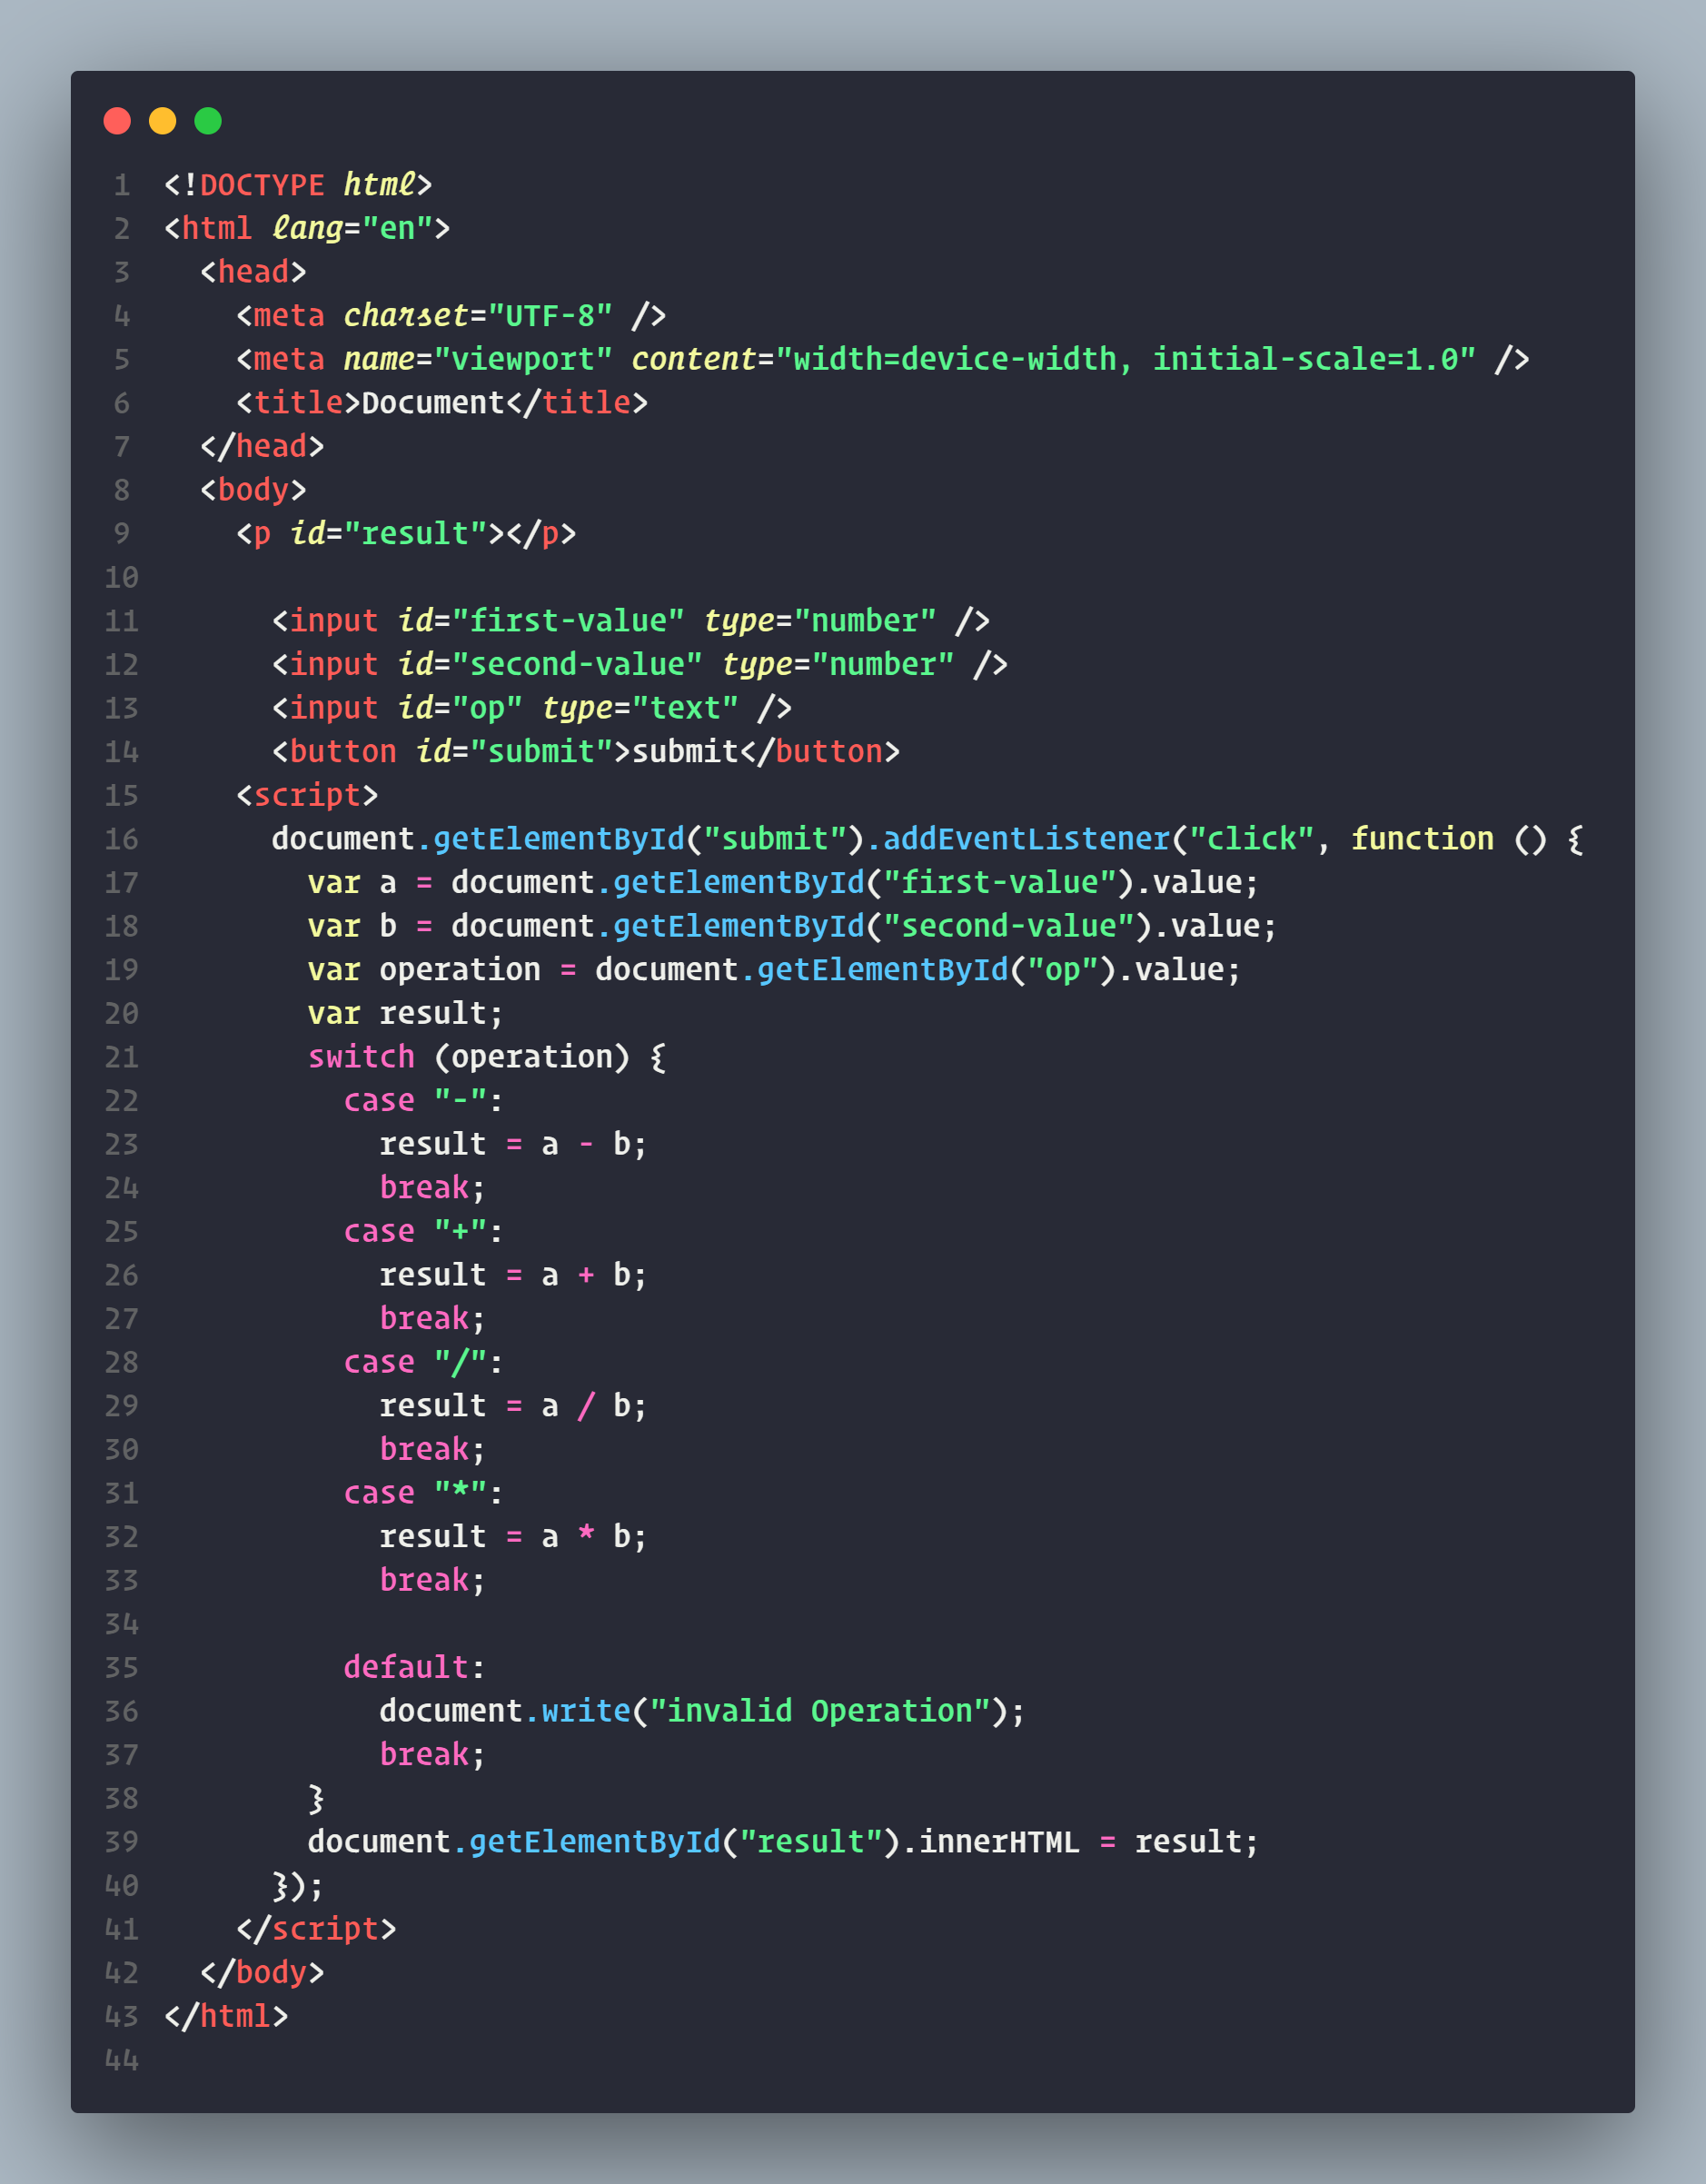 1 <!DOCTYPE html>
2 <html lang="en">
3   <head>
4     <meta charset="UTF-8" />
5     <meta name="viewport" content="width=device-width, initial-scale=1.0" />
6     <title>Document</title>
7   </head>
8   <body>
9     <p id="result"></p>
10
11       <input id="first-value" type="number" />
12       <input id="second-value" type="number" />
13       <input id="op" type="text" />
14       <button id="submit">submit</button>
15     <script>
16       document.getElementById("submit").addEventListener("click", function () {
17         var a = document.getElementById("first-value").value;
18         var b = document.getElementById("second-value").value;
19         var operation = document.getElementById("op").value;
20         var result;
21         switch (operation) {
22           case "-":
23             result = a - b;
24             break;
25           case "+":
26             result = a + b;
27             break;
28           case "/":
29             result = a / b;
30             break;
31           case "*":
32             result = a * b;
33             break;
34
35           default:
36             document.write("invalid Operation");
37             break;
38         }
39         document.getElementById("result").innerHTML = result;
40       });
41     </script>
42   </body>
43 </html>
44